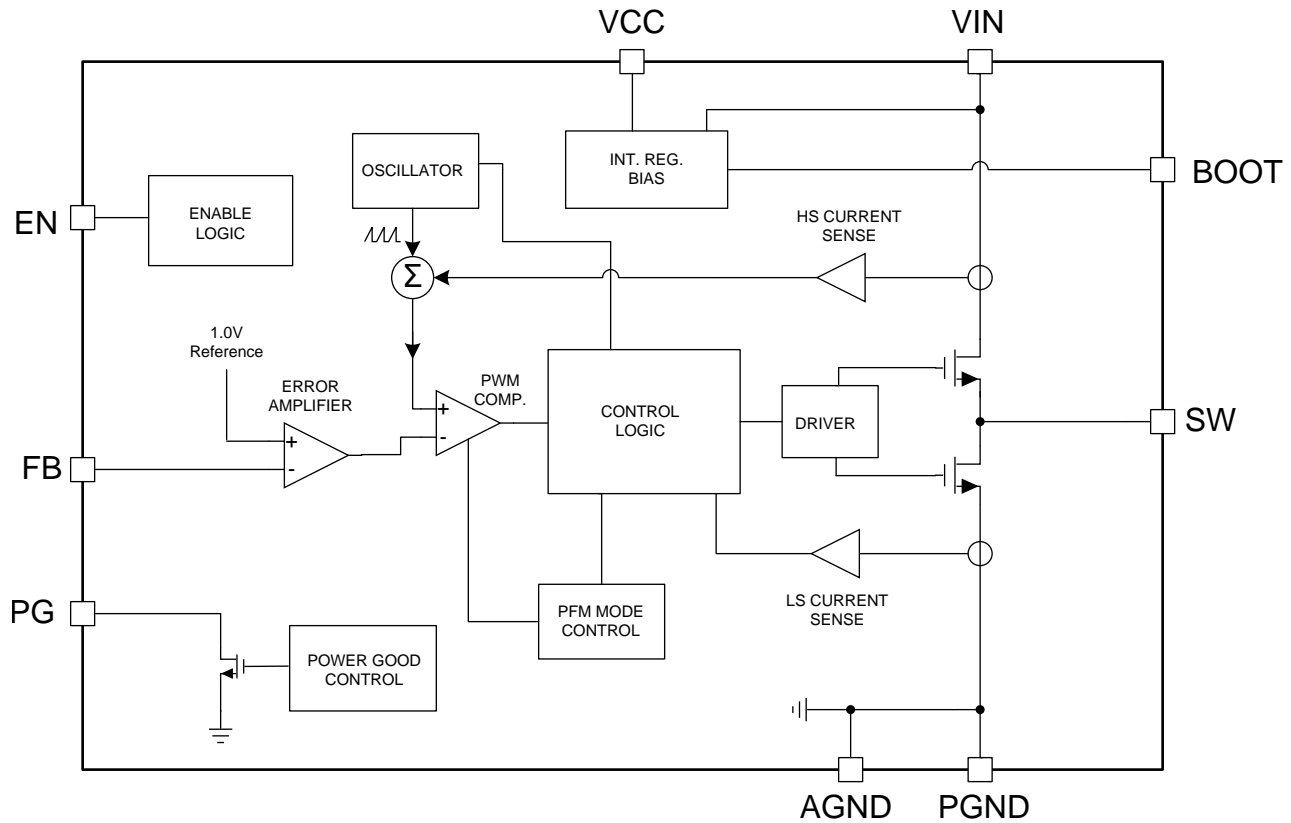 VCC
VIN
OSCILLATOR
INT. REG.
BIAS
BOOT
EN
ENABLE
LOGIC
HS CURRENT
SENSE
Σ
1.0V
Reference
ERROR
AMPLIFIER
PWM
COMP.
+
-
+
-
CONTROL
LOGIC
DRIVER
SW
FB
PG
PFM MODE
CONTROL
LS CURRENT
SENSE
POWER GOOD
CONTROL
AGND
PGND